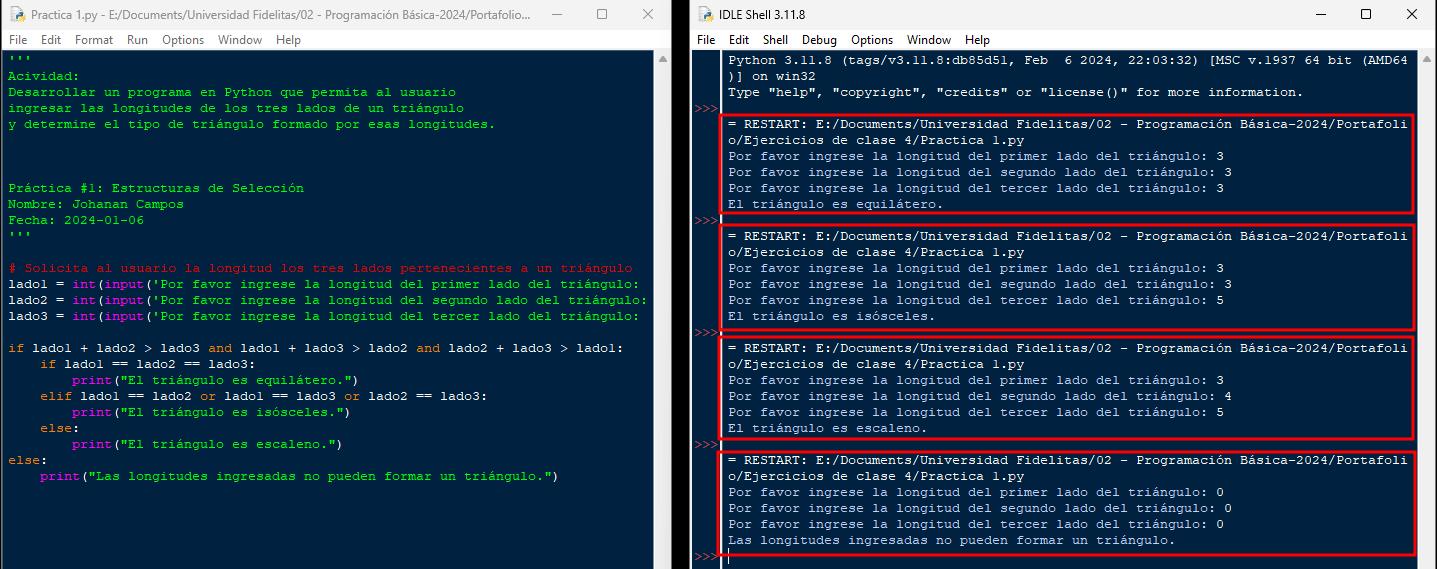 Practica 1.py - E:/Documents/Universidad Fidelitas/02 - Programación Básica-2024/Portafolio...
File Edit Format Run Options Window Help
'''
Acividad:
Desarrollar un programa en Python que permita al usuario
ingresar las longitudes de los tres lados de un triángulo
y determine el tipo de triángulo formado por esas longitudes.
Práctica #1: Estructuras de Selección
Nombre: Johanan Campos
Fecha: 2024-01-06
'''
# Solicita al usuario la longitud los tres lados pertenecientes a un triángulo
lado1 = int(input('Por favor ingrese la longitud del primer lado del triángulo:
lado2 = int(input('Por favor ingrese la longitud del segundo lado del triángulo:
lado3 = int(input('Por favor ingrese la longitud del tercer lado del triángulo:
if lado1 + lado2 > lado3 and lado1 + lado3 > lado2 and lado2 + lado3 > lado1:
    if lado1 == lado2 == lado3:
        print("El triángulo es equilátero.")
    elif lado1 == lado2 or lado1 == lado3 or lado2 == lado3:
        print("El triángulo es isósceles.")
    else:
        print("El triángulo es escaleno.")
else:
    print("Las longitudes ingresadas no pueden formar un triángulo.")
IDLE Shell 3.11.8
File Edit Shell Debug Options Window Help
Python 3.11.8 (tags/v3.11.8:db85d51, Feb  6 2024, 22:03:32) [MSC v.1937 64 bit (AMD64
)] on win32
Type "help", "copyright", "credits" or "license()" for more information.
>>>
= RESTART: E:/Documents/Universidad Fidelitas/02 - Programación Básica-2024/Portafoli
o/Ejercicios de clase 4/Practica 1.py
Por favor ingrese la longitud del primer lado del triángulo: 3
Por favor ingrese la longitud del segundo lado del triángulo: 3
Por favor ingrese la longitud del tercer lado del triángulo: 3
El triángulo es equilátero.
>>>
= RESTART: E:/Documents/Universidad Fidelitas/02 - Programación Básica-2024/Portafoli
o/Ejercicios de clase 4/Practica 1.py
Por favor ingrese la longitud del primer lado del triángulo: 3
Por favor ingrese la longitud del segundo lado del triángulo: 3
Por favor ingrese la longitud del tercer lado del triángulo: 5
El triángulo es isósceles.
>>>
= RESTART: E:/Documents/Universidad Fidelitas/02 - Programación Básica-2024/Portafoli
o/Ejercicios de clase 4/Practica 1.py
Por favor ingrese la longitud del primer lado del triángulo: 3
Por favor ingrese la longitud del segundo lado del triángulo: 4
Por favor ingrese la longitud del tercer lado del triángulo: 5
El triángulo es escaleno.
>>>
= RESTART: E:/Documents/Universidad Fidelitas/02 - Programación Básica-2024/Portafoli
o/Ejercicios de clase 4/Practica 1.py
Por favor ingrese la longitud del primer lado del triángulo: 0
Por favor ingrese la longitud del segundo lado del triángulo: 0
Por favor ingrese la longitud del tercer lado del triángulo: 0
Las longitudes ingresadas no pueden formar un triángulo.
>>>